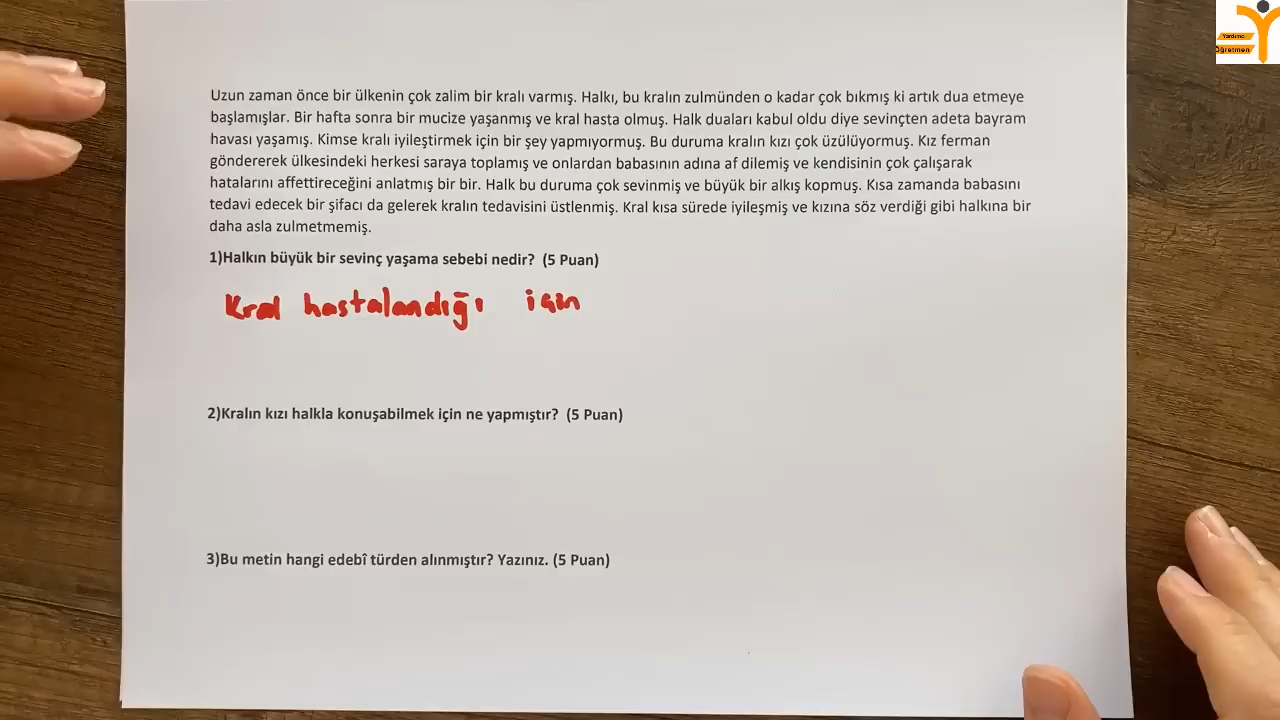 Yardımcı
Öğretmen
Uzun zaman önce bir ülkenin çok zalim bir kralı varmış. Halkı, bu kralın zulmünden o kadar çok bıkmış ki artık dua etmeye
başlamışlar. Bir hafta sonra bir mucize yaşanmış ve kral hasta olmuş. Halk duaları kabul oldu diye sevinçten adeta bayram
havası yaşamış. Kimse kralı iyileştirmek için bir şey yapmıyormuş. Bu duruma kralın kızı çok üzülüyormuş. Kız ferman
göndererek ülkesindeki herkesi saraya toplamış ve onlardan babasının adına af dilemiş ve kendisinin çok çalışarak
hatalarını affettireceğini anlatmış bir bir. Halk bu duruma çok sevinmiş ve büyük bir alkış kopmuş. Kısa zamanda babasını
tedavi edecek bir şifacı da gelerek kralın tedavisini üstlenmiş. Kral kısa sürede iyileşmiş ve kızına söz verdiği gibi halkına bir
daha asla zulmetmemiş.
1)Halkın büyük bir sevinç yaşama sebebi nedir? (5 Puan)
Kral hastalandığı için
2)Kralın kızı halkla konuşabilmek için ne yapmıştır? (5 Puan)
3)Bu metin hangi edebî türden alınmıştır? Yazınız. (5 Puan)